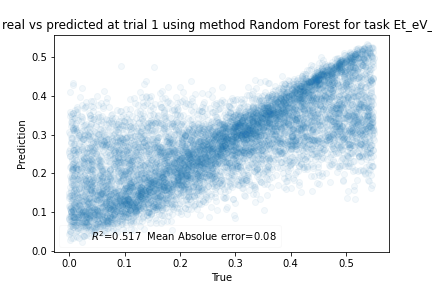 real vs predicted at trial 1 using method Random Forest for task Et_eV_
0.5
0.4
0.3
0.2
0.1
0.0
Prediction
R²=0.517 Mean Absolue error=0.08
0.0 0.1 0.2 0.3 0.4 0.5
True